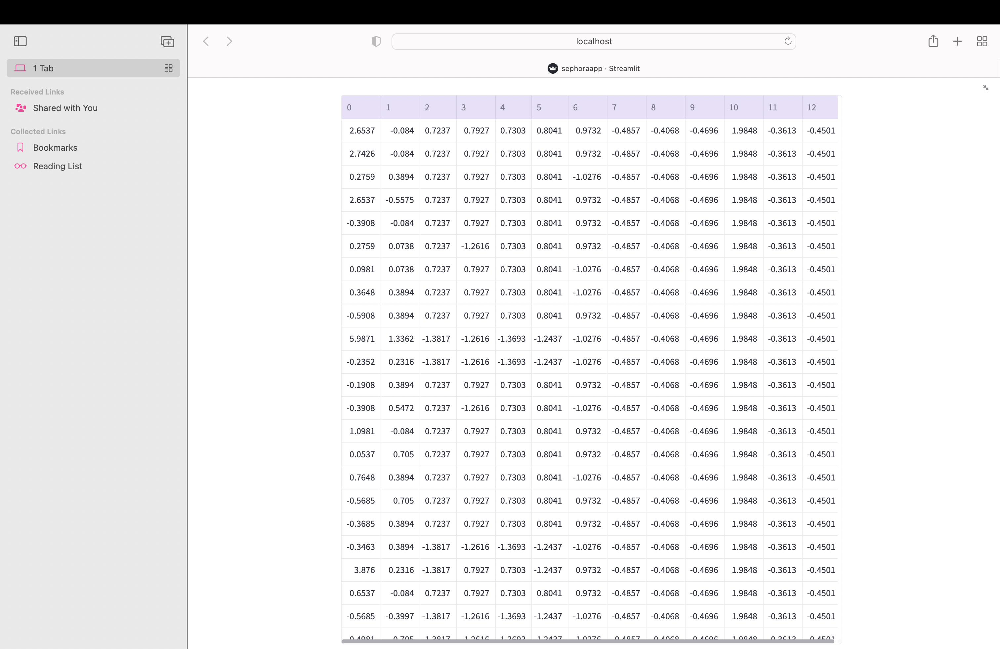 localhost
1 Tab
sephoraapp · Streamlit
Received Links
Shared with You
Collected Links
Bookmarks
Reading List
0 1 2 3 4 5 6 7 8 9 10 11 12
2.6537 -0.084 0.7237 0.7927 0.7303 0.8041 0.9732 -0.4857 -0.4068 -0.4696 1.9848 -0.3613 -0.4501
2.7426 -0.084 0.7237 0.7927 0.7303 0.8041 0.9732 -0.4857 -0.4068 -0.4696 1.9848 -0.3613 -0.4501
0.2759 0.3894 0.7237 0.7927 0.7303 0.8041 -1.0276 -0.4857 -0.4068 -0.4696 1.9848 -0.3613 -0.4501
2.6537 -0.5575 0.7237 0.7927 0.7303 0.8041 0.9732 -0.4857 -0.4068 -0.4696 1.9848 -0.3613 -0.4501
-0.3908 -0.084 0.7237 0.7927 0.7303 0.8041 0.9732 -0.4857 -0.4068 -0.4696 1.9848 -0.3613 -0.4501
0.2759 0.0738 0.7237 -1.2616 0.7303 0.8041 0.9732 -0.4857 -0.4068 -0.4696 1.9848 -0.3613 -0.4501
0.0981 0.0738 0.7237 0.7927 0.7303 0.8041 -1.0276 -0.4857 -0.4068 -0.4696 1.9848 -0.3613 -0.4501
0.3648 0.3894 0.7237 0.7927 0.7303 0.8041 -1.0276 -0.4857 -0.4068 -0.4696 1.9848 -0.3613 -0.4501
-0.5908 0.3894 0.7237 0.7927 0.7303 0.8041 0.9732 -0.4857 -0.4068 -0.4696 1.9848 -0.3613 -0.4501
5.9871 1.3362 -1.3817 -1.2616 -1.3693 -1.2437 -1.0276 -0.4857 -0.4068 -0.4696 1.9848 -0.3613 -0.4501
-0.2352 0.2316 -1.3817 -1.2616 -1.3693 -1.2437 -1.0276 -0.4857 -0.4068 -0.4696 1.9848 -0.3613 -0.4501
-0.1908 0.3894 0.7237 0.7927 0.7303 0.8041 0.9732 -0.4857 -0.4068 -0.4696 1.9848 -0.3613 -0.4501
-0.3908 0.5472 0.7237 -1.2616 0.7303 0.8041 -1.0276 -0.4857 -0.4068 -0.4696 1.9848 -0.3613 -0.4501
1.0981 -0.084 0.7237 0.7927 0.7303 0.8041 0.9732 -0.4857 -0.4068 -0.4696 1.9848 -0.3613 -0.4501
0.0537 0.705 0.7237 0.7927 0.7303 0.8041 0.9732 -0.4857 -0.4068 -0.4696 1.9848 -0.3613 -0.4501
0.7648 0.3894 0.7237 0.7927 0.7303 0.8041 -1.0276 -0.4857 -0.4068 -0.4696 1.9848 -0.3613 -0.4501
-0.5685 0.705 0.7237 0.7927 0.7303 0.8041 0.9732 -0.4857 -0.4068 -0.4696 1.9848 -0.3613 -0.4501
-0.3685 0.3894 0.7237 0.7927 0.7303 0.8041 0.9732 -0.4857 -0.4068 -0.4696 1.9848 -0.3613 -0.4501
-0.3463 0.3894 -1.3817 -1.2616 -1.3693 -1.2437 -1.0276 -0.4857 -0.4068 -0.4696 1.9848 -0.3613 -0.4501
3.876 0.2316 -1.3817 0.7927 0.7303 -1.2437 0.9732 -0.4857 -0.4068 -0.4696 1.9848 -0.3613 -0.4501
0.6537 -0.084 0.7237 0.7927 0.7303 0.8041 0.9732 -0.4857 -0.4068 -0.4696 1.9848 -0.3613 -0.4501
-0.5685 -0.3997 -1.3817 -1.2616 -1.3693 -1.2437 -1.0276 -0.4857 -0.4068 -0.4696 1.9848 -0.3613 -0.4501